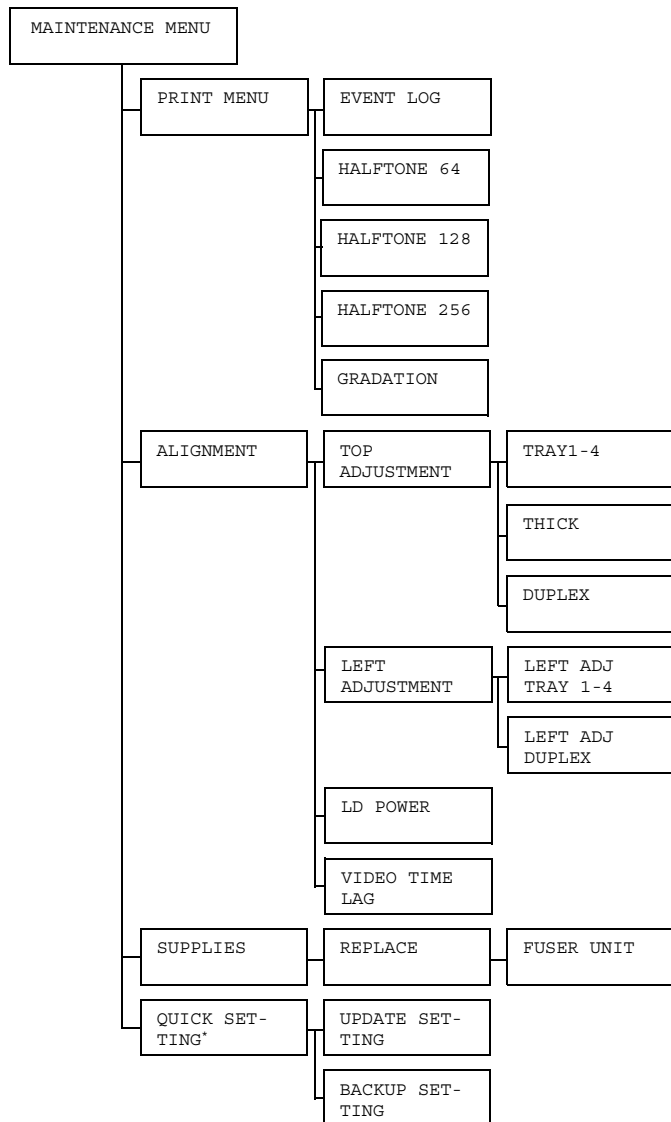 MAINTENANCE MENU
PRINT MENU
EVENT LOG
HALFTONE 64
HALFTONE 128
HALFTONE 256
GRADATION
ALIGNMENT
TOP
ADJUSTMENT
TRAY1-4
THICK
DUPLEX
LEFT
ADJUSTMENT
LEFT ADJ
TRAY 1-4
LEFT ADJ
DUPLEX
LD POWER
VIDEO TIME
LAG
SUPPLIES
REPLACE
FUSER UNIT
QUICK SET-
TING*
UPDATE SET-
TING
BACKUP SET-
TING